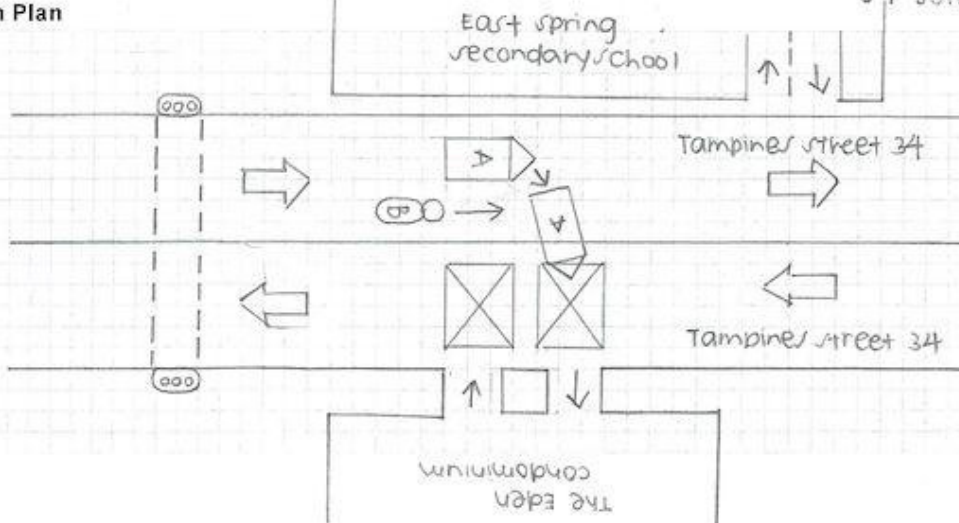 n Plan
East spring
secondary school
Tampines street 34
A
B
A
Tampines street 34
The Eden
condominium